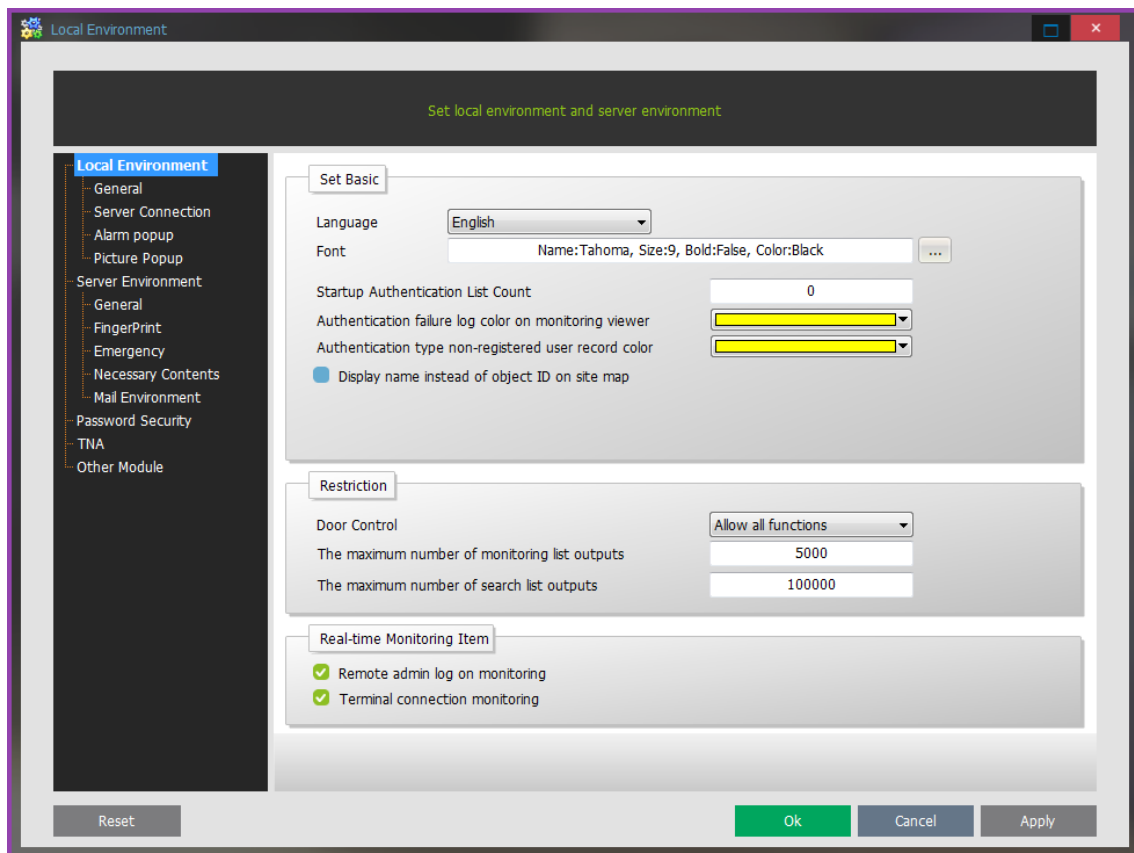 Local Environment
Set local environment and server environment
Local Environment
General
Server Connection
Alarm popup
Picture Popup
Server Environment
General
FingerPrint
Emergency
Necessary Contents
Mail Environment
Password Security
TNA
Other Module
Set Basic
Language English
Font Name:Tahoma, Size:9, Bold:False, Color:Black ...
Startup Authentication List Count 0
Authentication failure log color on monitoring viewer
Authentication type non-registered user record color
Display name instead of object ID on site map
Restriction
Door Control Allow all functions
The maximum number of monitoring list outputs 5000
The maximum number of search list outputs 100000
Real-time Monitoring Item
Remote admin log on monitoring
Terminal connection monitoring
Reset Ok Cancel Apply